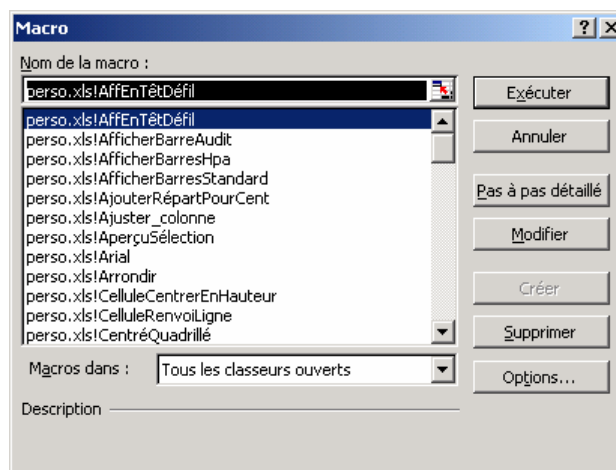 Macro
Nom de la macro :
perso.xls!AffEnTêtDéfil
Exécuter
perso.xls!AffEnTêtDéfil
perso.xls!AfficherBarreAudit
perso.xls!AfficherBarresHpa
perso.xls!AfficherBarresStandard
perso.xls!AjouterRépartPourCent
perso.xls!Ajuster_colonne
perso.xls!AperçuSélection
perso.xls!Arial
perso.xls!Arrondir
perso.xls!CelluleCentrerEnHauteur
perso.xls!CelluleRenvoiLigne
perso.xls!CentréQuadrillé
Annuler
Pas à pas détaillé
Modifier
Créer
Supprimer
Macros dans :
Tous les classeurs ouverts
Options...
Description